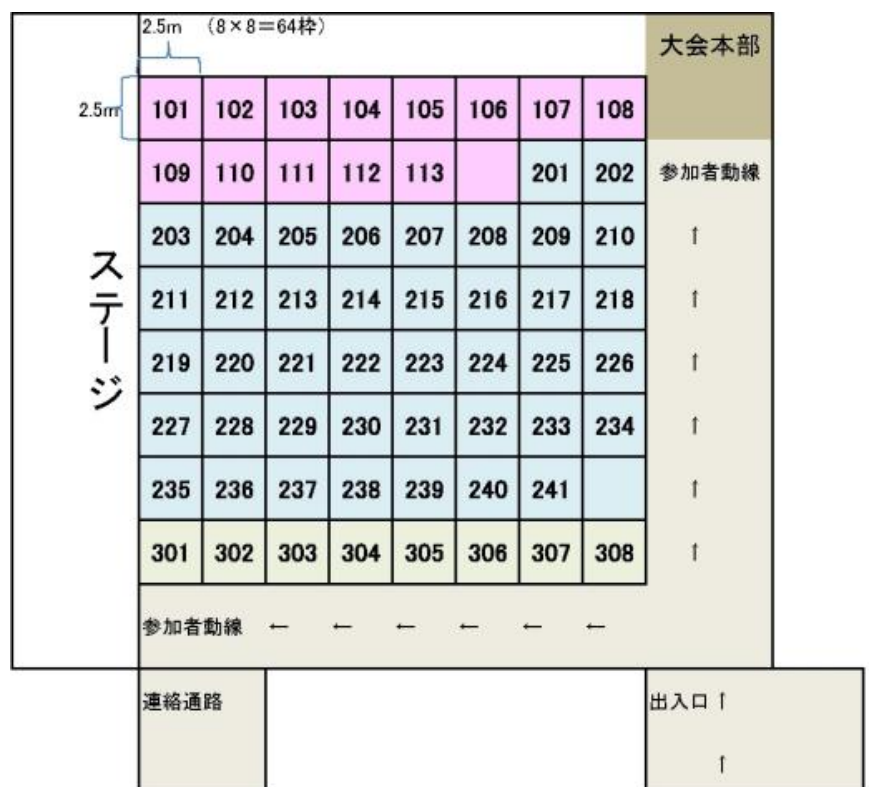 2.5m （8×8＝64枠）
大会本部
2.5m
101 102 103 104 105 106 107 108
109 110 111 112 113 201 202
参加者動線
203 204 205 206 207 208 209 210 ↑
211 212 213 214 215 216 217 218 ↑
219 220 221 222 223 224 225 226 ↑
227 228 229 230 231 232 233 234 ↑
235 236 237 238 239 240 241 ↑
301 302 303 304 305 306 307 308 ↑
ステージ
参加者動線 ← ← ← ← ← ←
連絡通路
出入口 ↑
↑